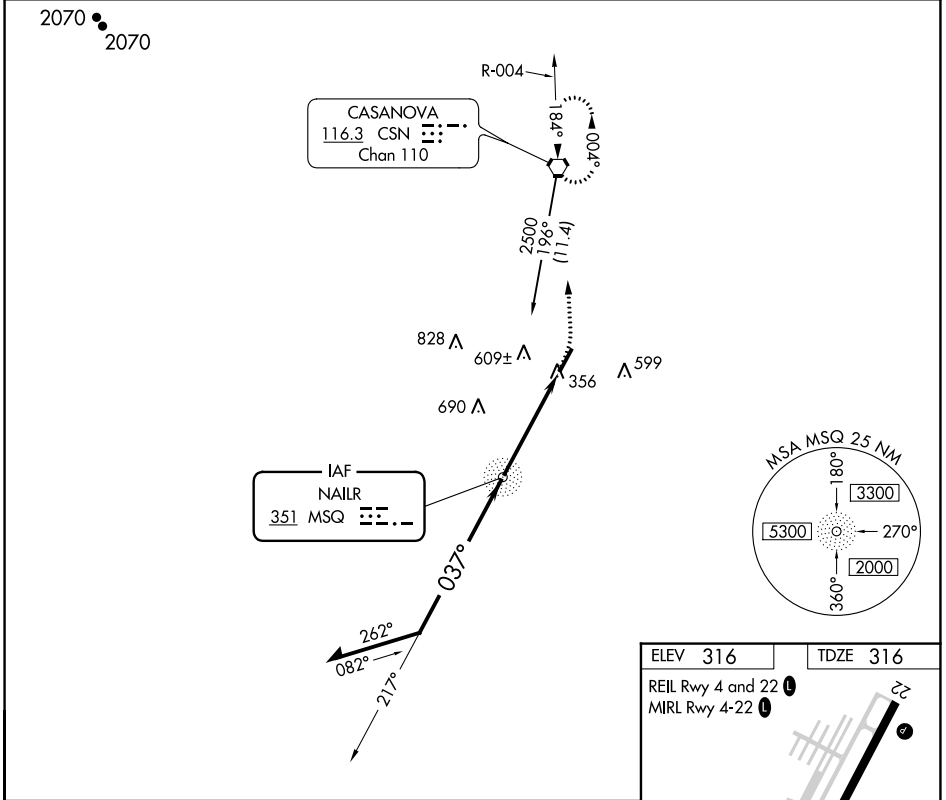 2070
2070
R-004
CASANOVA
116.3 CSN
Chan 110
184°
004°
2500
196°
(11.4)
828
609±
356
599
690
IAF
NAILR
351 MSQ
037°
262°
082°
217°
MSA MSQ 25 NM
180°
3300
5300
270°
2000
360°
ELEV 316
TDZE 316
REIL Rwy 4 and 22 L
MIRL Rwy 4-22 L
22
P